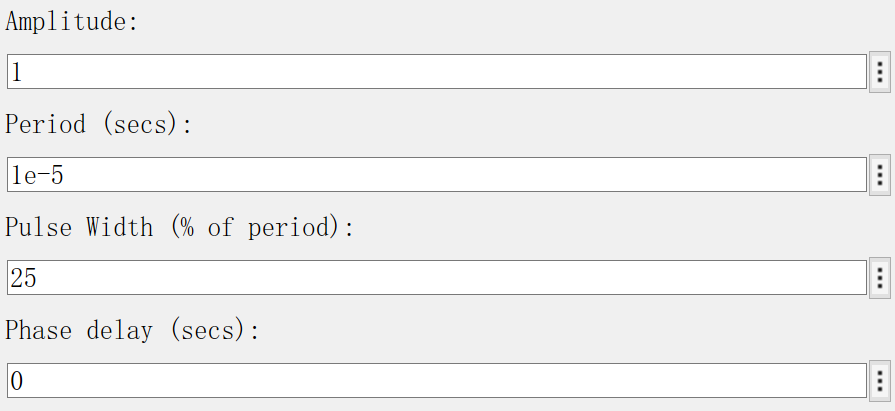 Amplitude:
1
Period (secs):
1e-5
Pulse Width (% of period):
25
Phase delay (secs):
0